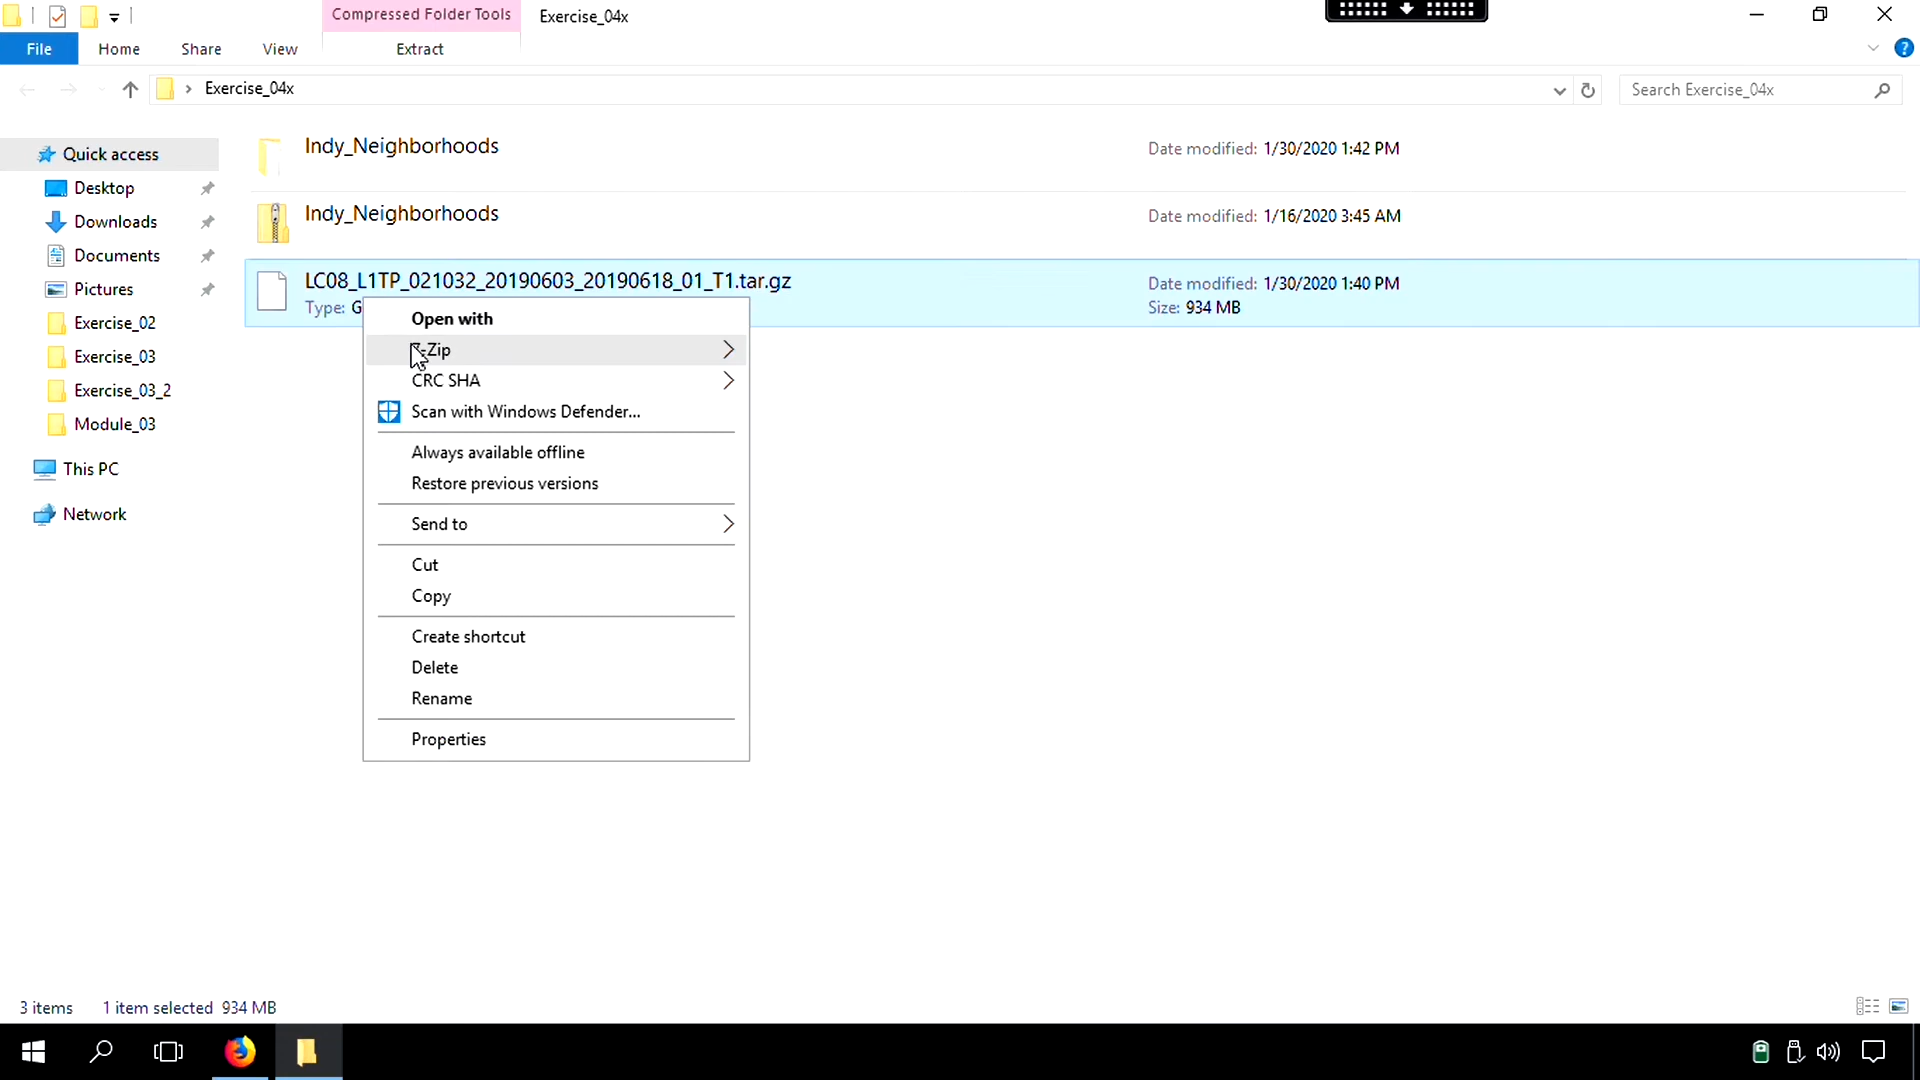 Compressed Folder Tools
Exercise_04x
File
Home
Share
View
Extract
Exercise_04x
Search Exercise_04x
Quick access
Desktop
Downloads
Documents
Pictures
Exercise_02
Exercise_03
Exercise_03_2
Module_03
This PC
Network
Indy_Neighborhoods
Date modified: 1/30/2020 1:42 PM
Indy_Neighborhoods
Date modified: 1/16/2020 3:45 AM
LC08_L1TP_021032_20190603_20190618_01_T1.tar.gz
Date modified: 1/30/2020 1:40 PM
Type: G
Size: 934 MB
Open with
-Zip
CRC SHA
Scan with Windows Defender...
Always available offline
Restore previous versions
Send to
Cut
Copy
Create shortcut
Delete
Rename
Properties
3 items
1 item selected 934 MB